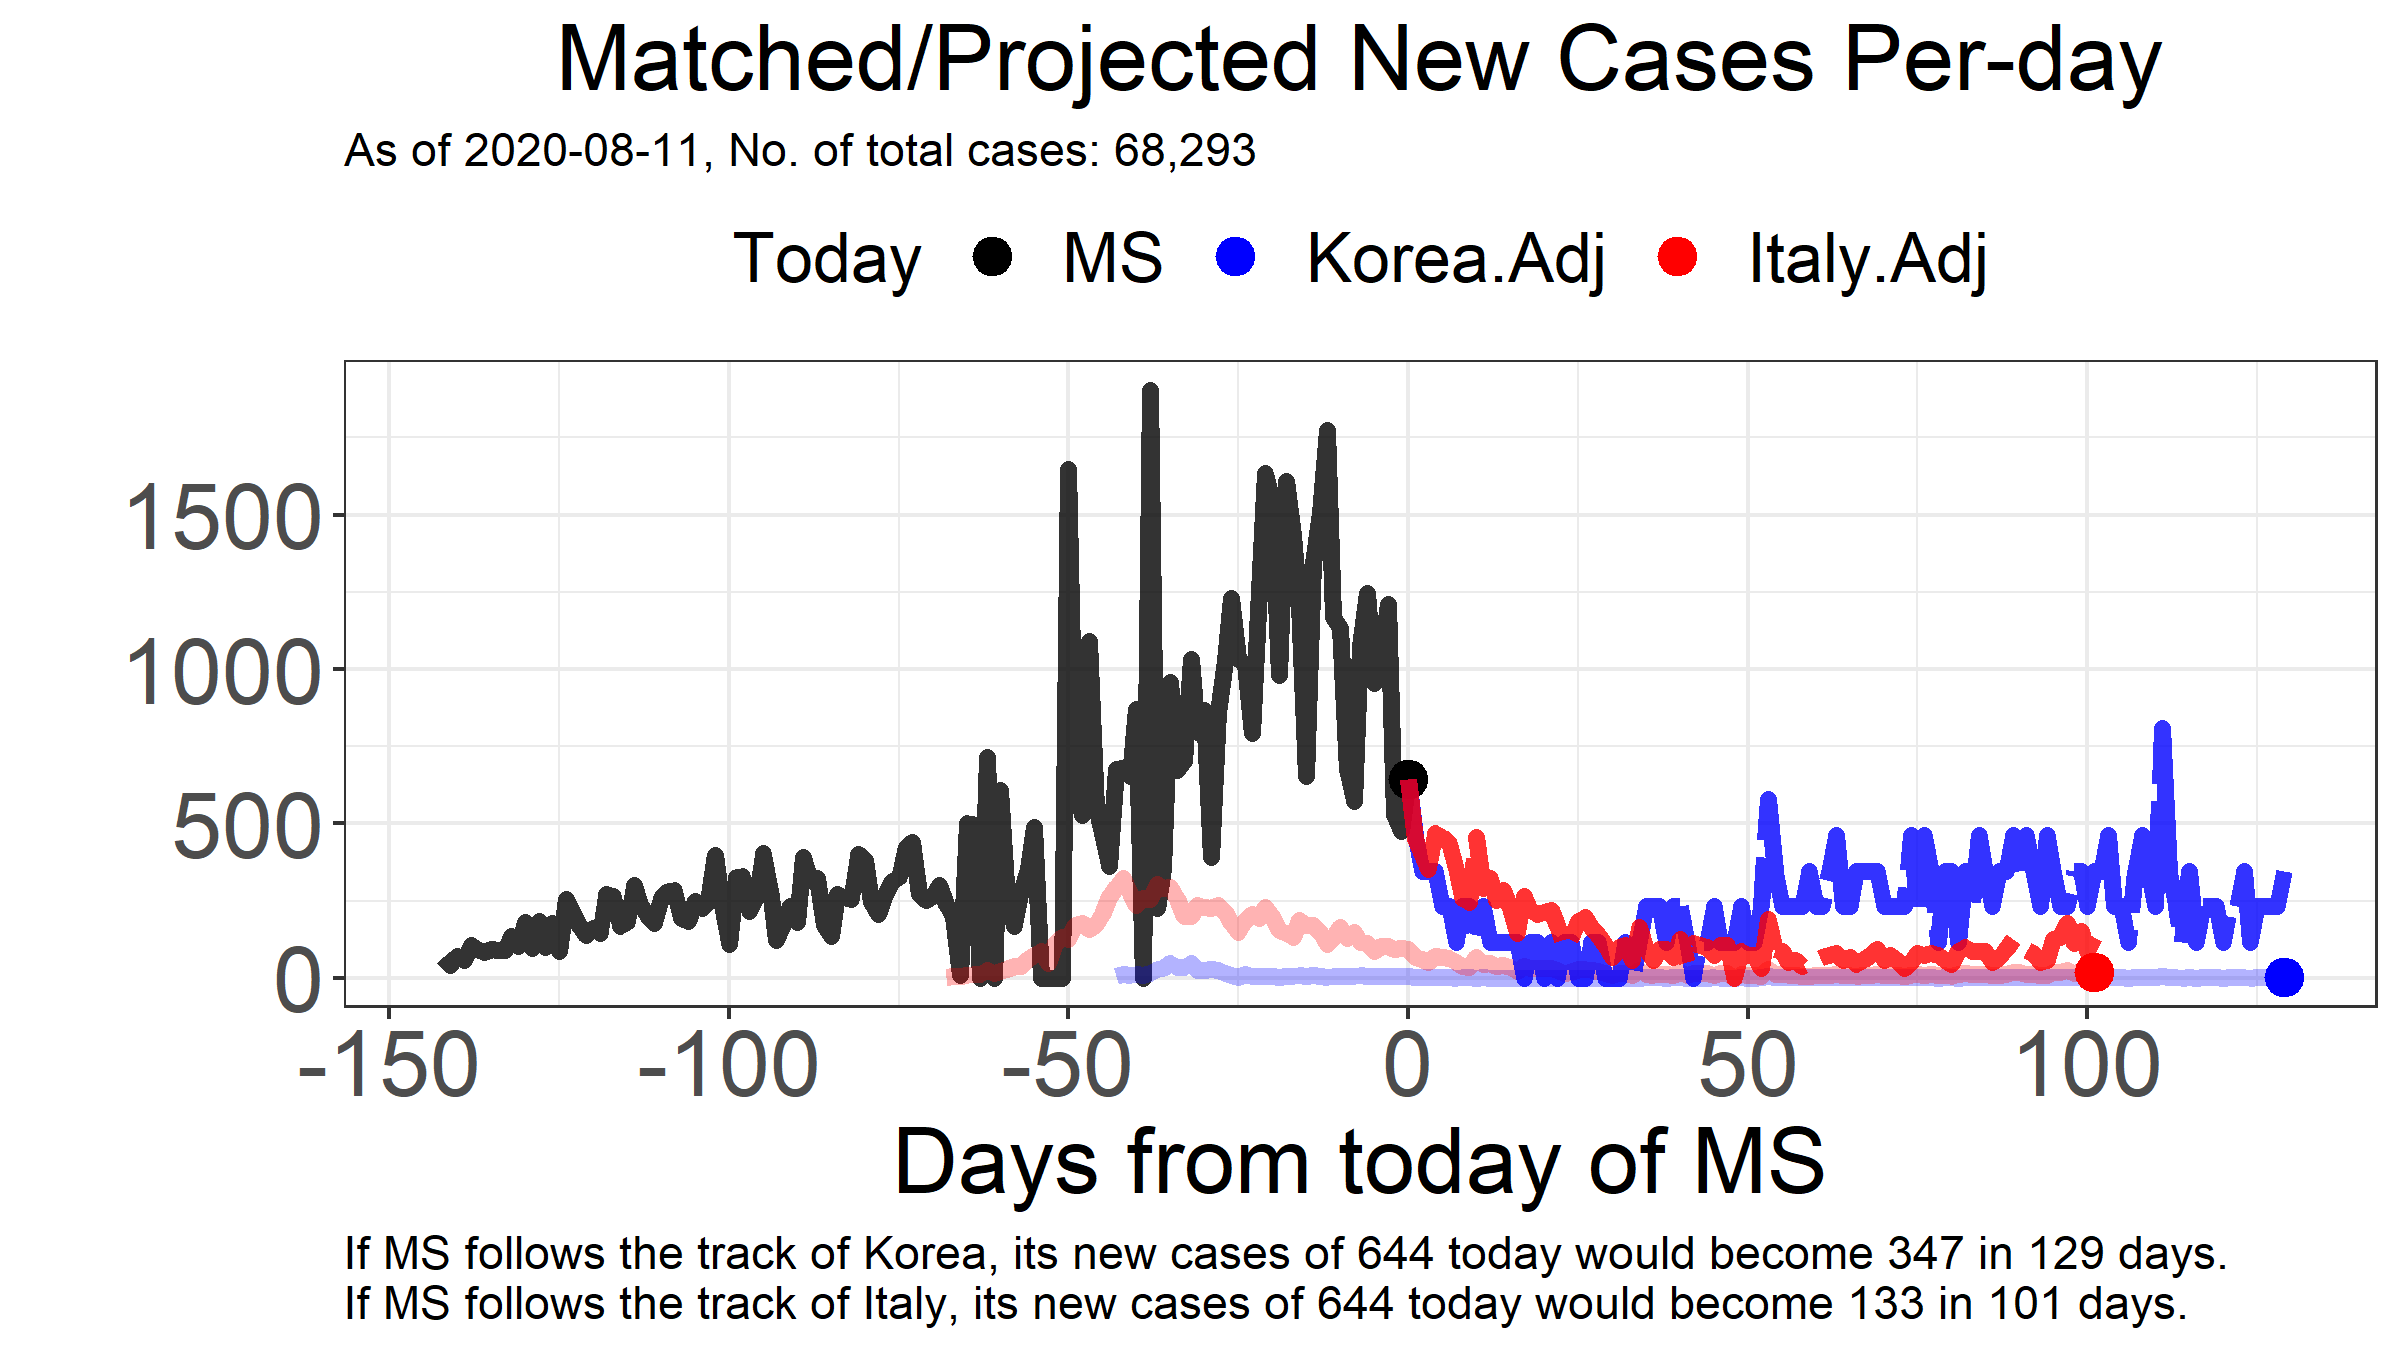 Matched/Projected New Cases Per-day
As of 2020-08-11, No. of total cases: 68,293
Today MS Korea.Adj Italy.Adj
1500
1000
500
0
-150 -100 -50 0 50 100
Days from today of MS
If MS follows the track of Korea, its new cases of 644 today would become 347 in 129 days.
If MS follows the track of Italy, its new cases of 644 today would become 133 in 101 days.